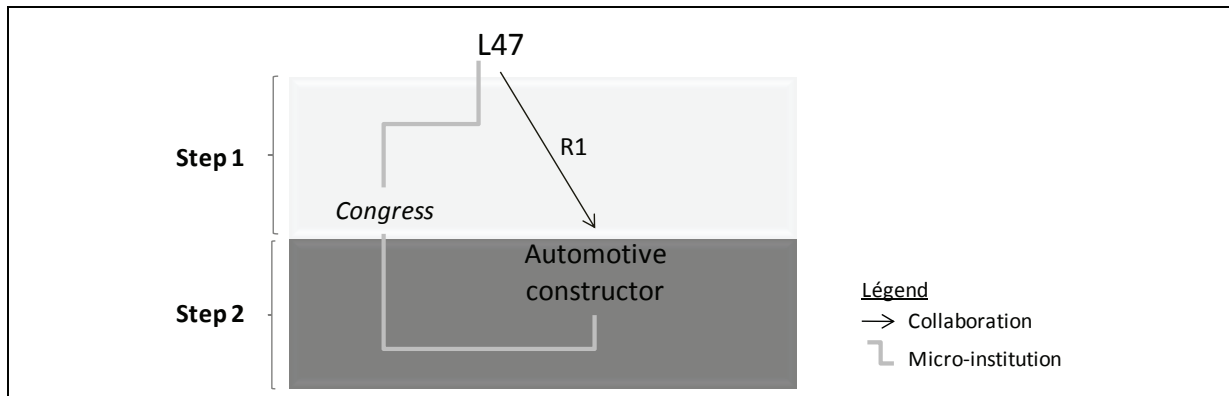 L47
Step 1
R1
Congress
Automotive
constructor
Step 2
Légend
Collaboration
Micro-institution